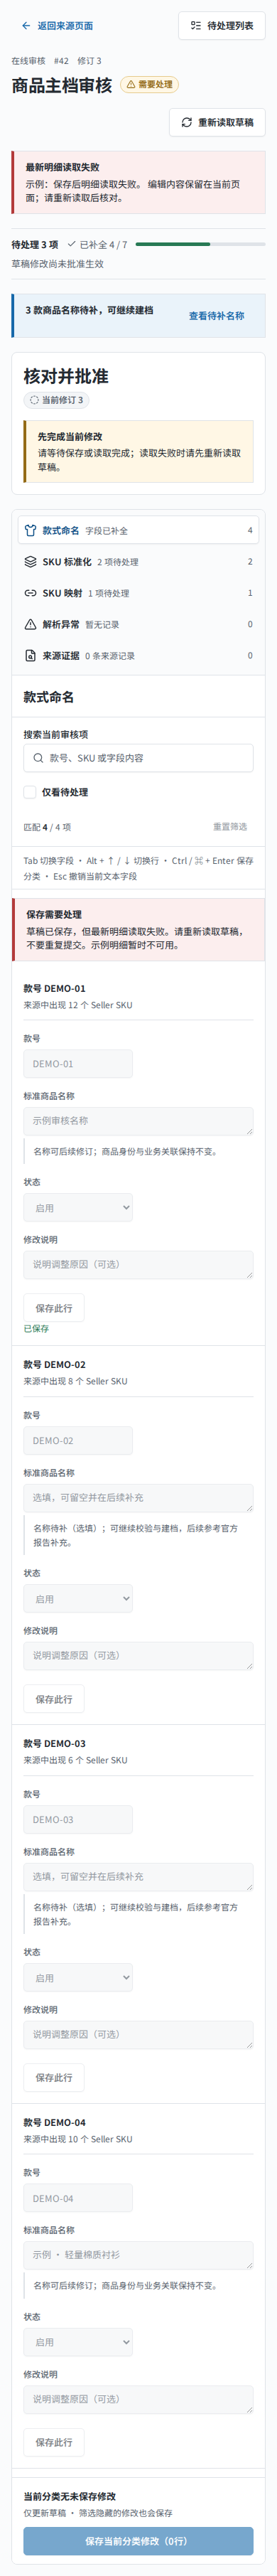 返回来源页面
待处理列表
在线审核 #42 修订 3
商品主档审核
需要处理
重新读取草稿
最新明细读取失败
示例：保存后明细读取失败。 编辑内容保留在当前页
面；请重新读取后核对。
待处理 3 项 已补全 4 / 7
草稿修改尚未批准生效
3 款商品名称待补，可继续建档
查看待补名称
核对并批准
当前修订 3
先完成当前修改
请等待保存或读取完成；读取失败时请先重新读取
草稿。
款式命名 字段已补全 4
SKU 标准化 2 项待处理 2
SKU 映射 1 项待处理 1
解析异常 暂无记录 0
来源证据 0 条来源记录 0
款式命名
搜索当前审核项
款号、SKU 或字段内容
仅看待处理
匹配 4 / 4 项
重置筛选
Tab 切换字段 • Alt + ↑ / ↓ 切换行 • Ctrl / ⌘ + Enter 保存
分类 • Esc 撤销当前文本字段
保存需要处理
草稿已保存，但最新明细读取失败。请重新读取草稿，
不要重复提交。示例明细暂时不可用。
款号 DEMO-01
来源中出现 12 个 Seller SKU
款号
DEMO-01
标准商品名称
示例审核名称
名称可后续修订；商品身份与业务关联保持不变。
状态
启用
修改说明
说明调整原因（可选）
保存此行
已保存
款号 DEMO-02
来源中出现 8 个 Seller SKU
款号
DEMO-02
标准商品名称
选填，可留空并在后续补充
名称待补（选填）；可继续校验与建档，后续参考官方
报告补充。
状态
启用
修改说明
说明调整原因（可选）
保存此行
款号 DEMO-03
来源中出现 6 个 Seller SKU
款号
DEMO-03
标准商品名称
选填，可留空并在后续补充
名称待补（选填）；可继续校验与建档，后续参考官方
报告补充。
状态
启用
修改说明
说明调整原因（可选）
保存此行
款号 DEMO-04
来源中出现 10 个 Seller SKU
款号
DEMO-04
标准商品名称
示例 • 轻量棉质衬衫
名称可后续修订；商品身份与业务关联保持不变。
状态
启用
修改说明
说明调整原因（可选）
保存此行
当前分类无未保存修改
仅更新草稿 • 筛选隐藏的修改也会保存
保存当前分类修改（0行）